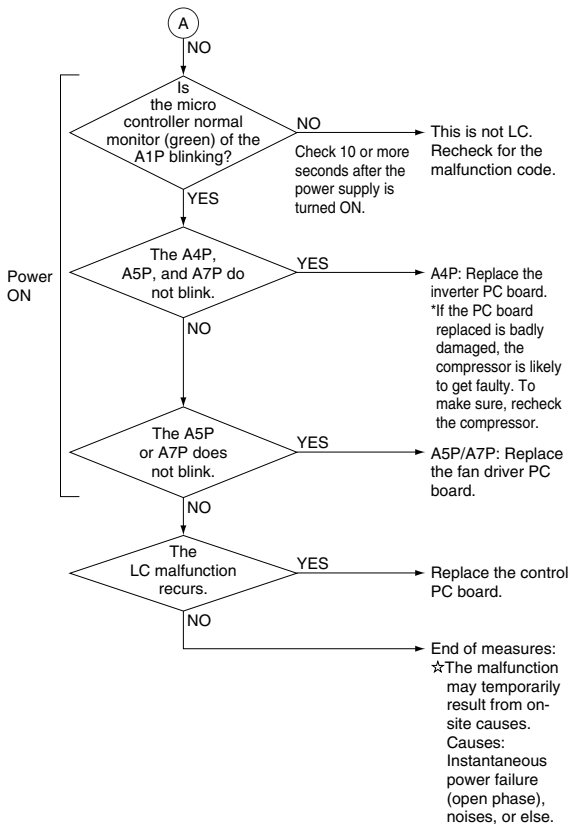 A
NO
Is
the micro
controller normal
monitor (green) of the
A1P blinking?
NO
Check 10 or more
seconds after the
power supply is
turned ON.
This is not LC.
Recheck for the
malfunction code.
YES
Power
ON
The A4P,
A5P, and A7P do
not blink.
YES
A4P: Replace the
inverter PC board.
*If the PC board
replaced is badly
damaged, the
compressor is likely
to get faulty. To
make sure, recheck
the compressor.
NO
The A5P
or A7P does
not blink.
YES
A5P/A7P: Replace
the fan driver PC
board.
NO
The
LC malfunction
recurs.
YES
Replace the control
PC board.
NO
End of measures:
☆The malfunction
may temporarily
result from on-
site causes.
Causes:
Instantaneous
power failure
(open phase),
noises, or else.